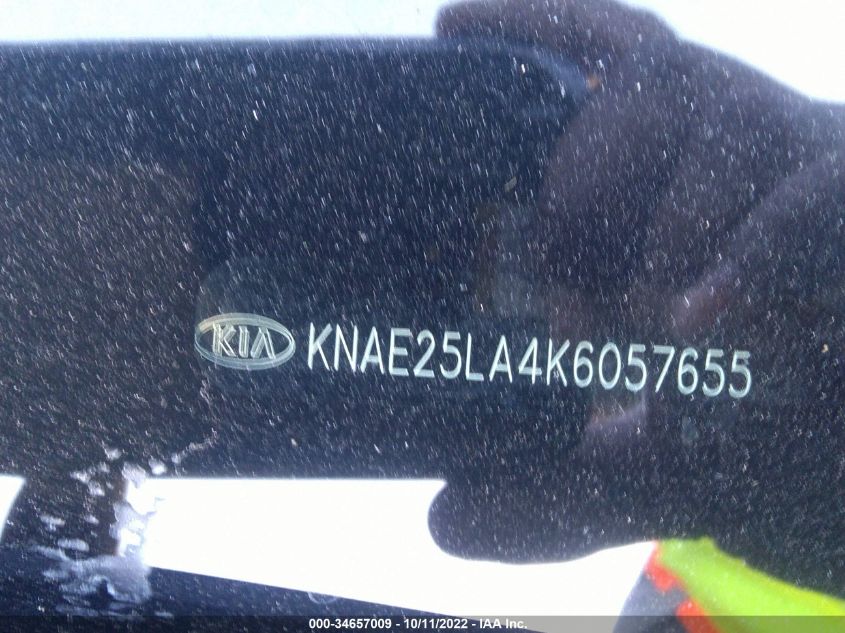 KIA KNAE25LA4K6057655
000-34657009 - 10/11/2022 - IAA Inc.